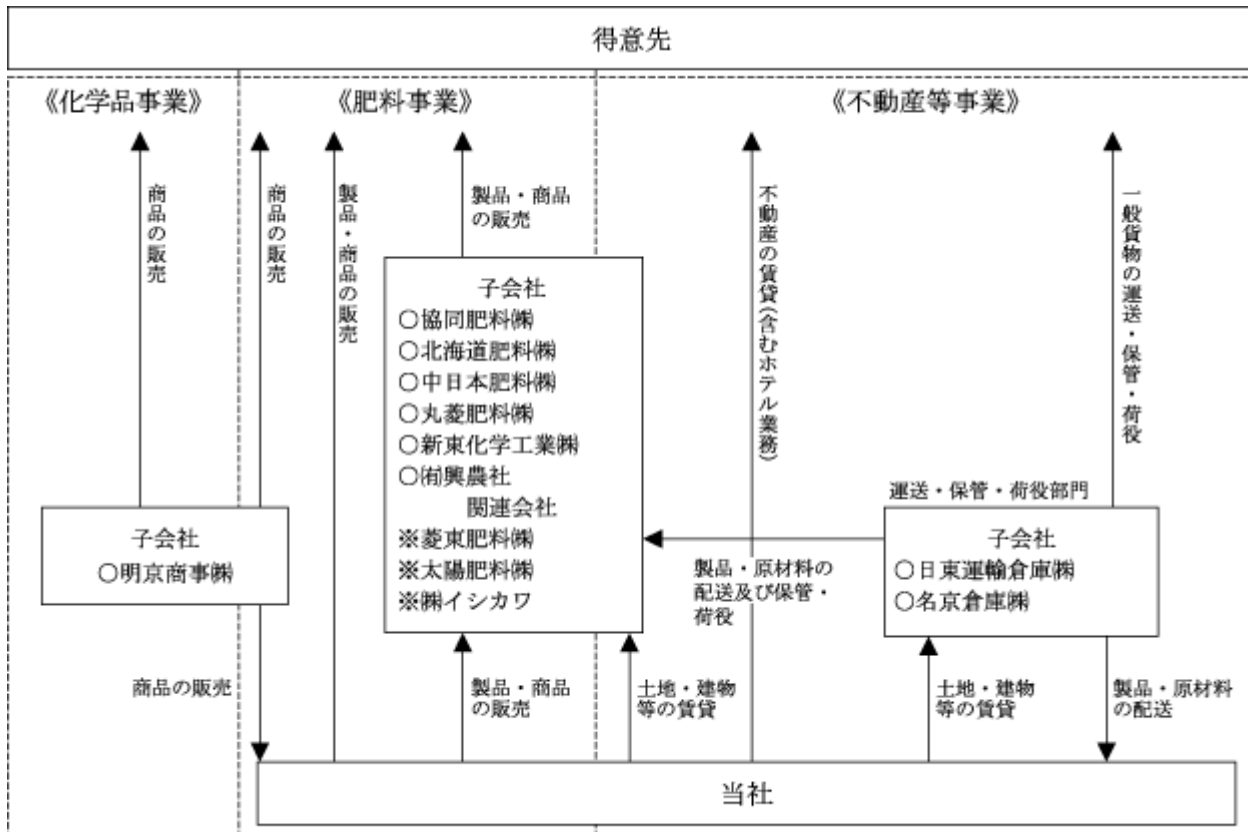 得意先
《化学品事業》
《肥料事業》
《不動産等事業》
商品の販売
商品の販売
製品・商品の販売
製品・商品
の販売
不動産の賃貸(含むホテル業務)
一般貨物の運送・保管・荷役
子会社
○協同肥料㈱
○北海道肥料㈱
○中日本肥料㈱
○丸菱肥料㈱
○新東化学工業㈱
○㈲興農社
関連会社
※菱東肥料㈱
※太陽肥料㈱
※㈱イシカワ
子会社
○明京商事㈱
運送・保管・荷役部門
子会社
○日東運輸倉庫㈱
○名京倉庫㈱
製品・原材料の
配送及び保管・
荷役
商品の販売
製品・商品
の販売
土地・建物
等の賃貸
土地・建物
等の賃貸
製品・原材料
の配送
当社